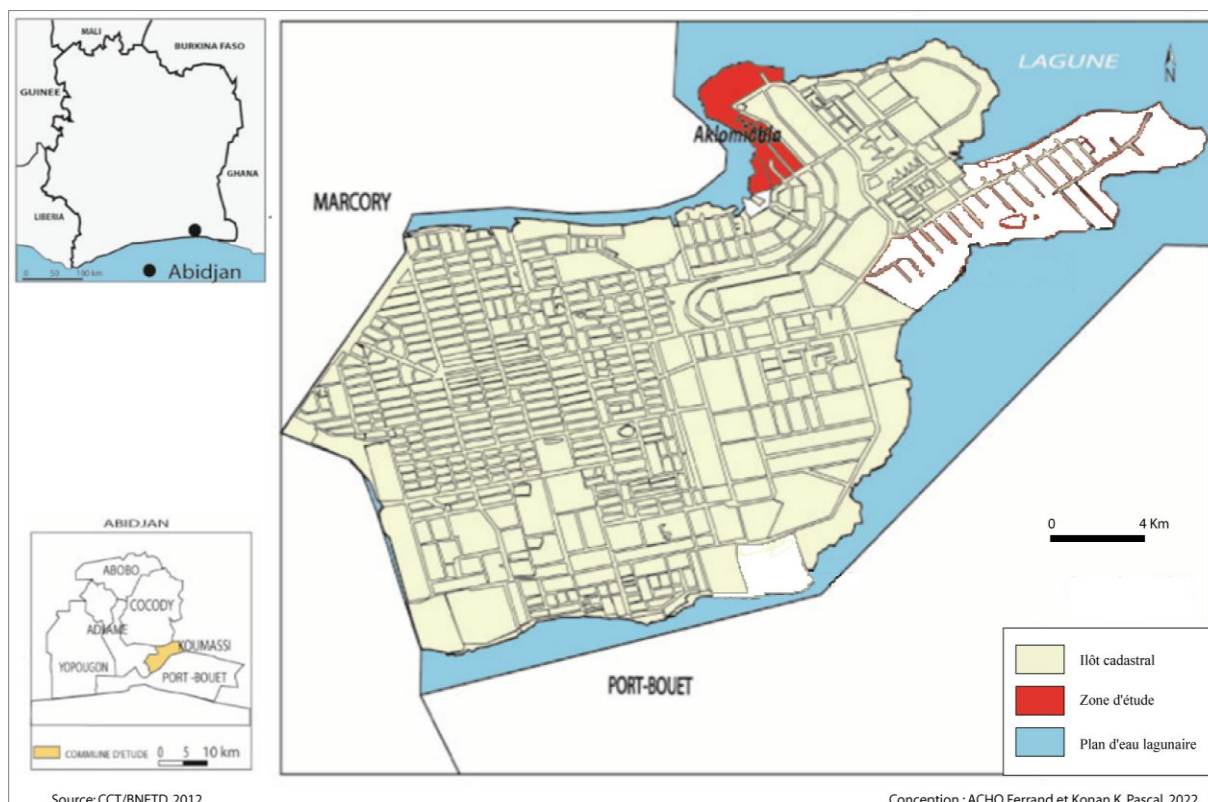 MALI
BURKINA FASO
GUINEE
GHANA
LIBERIA
0 50 100 km
Abidjan
LAGUNE
N
Aklomiabla
MARCORY
PORT-BOUET
0 4 Km
ABIDJAN
ABOBO
COCODY
ADJAME
KOUMASSI
YOPOUGON
PORT -BOUET
COMMUNE D'ETUDE 0 5 10 km
Ilôt cadastral
Zone d'étude
Plan d'eau lagunaire
Source: CCT/BNETD, 2012
Conception : ACHO Ferrand et Konan K. Pascal, 2022